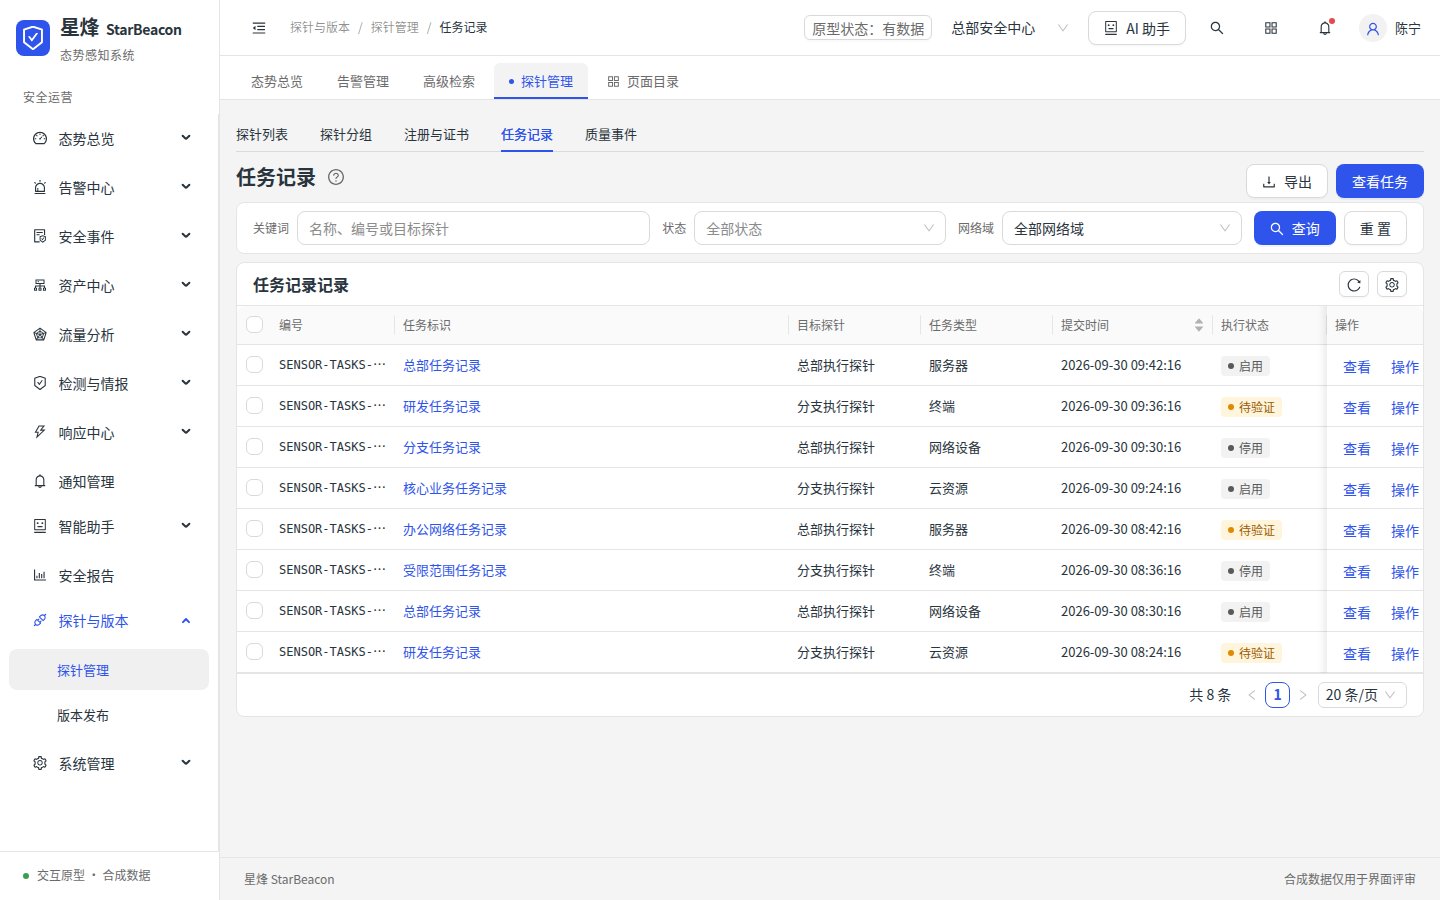 星烽 StarBeacon
态势感知系统
安全运营
态势总览
告警中心
安全事件
资产中心
流量分析
检测与情报
响应中心
通知管理
智能助手
安全报告
探针与版本
探针管理
版本发布
系统管理
交互原型 · 合成数据
探针与版本 / 探针管理 / 任务记录
原型状态：有数据
总部安全中心
AI 助手
陈宁
态势总览 告警管理 高级检索 探针管理 页面目录
探针列表 探针分组 注册与证书 任务记录 质量事件
任务记录
导出 查看任务
关键词 名称、编号或目标探针 状态 全部状态 网络域 全部网络域 查询 重 置
任务记录记录
编号 任务标识 目标探针 任务类型 提交时间 执行状态 操作
SENSOR-TASKS-··· 总部任务记录 总部执行探针 服务器 2026-09-30 09:42:16 启用 查看 操作
SENSOR-TASKS-··· 研发任务记录 分支执行探针 终端 2026-09-30 09:36:16 待验证 查看 操作
SENSOR-TASKS-··· 分支任务记录 总部执行探针 网络设备 2026-09-30 09:30:16 停用 查看 操作
SENSOR-TASKS-··· 核心业务任务记录 分支执行探针 云资源 2026-09-30 09:24:16 启用 查看 操作
SENSOR-TASKS-··· 办公网络任务记录 总部执行探针 服务器 2026-09-30 08:42:16 待验证 查看 操作
SENSOR-TASKS-··· 受限范围任务记录 分支执行探针 终端 2026-09-30 08:36:16 停用 查看 操作
SENSOR-TASKS-··· 总部任务记录 总部执行探针 网络设备 2026-09-30 08:30:16 启用 查看 操作
SENSOR-TASKS-··· 研发任务记录 分支执行探针 云资源 2026-09-30 08:24:16 待验证 查看 操作
共 8 条 1 20 条/页
星烽 StarBeacon
合成数据仅用于界面评审